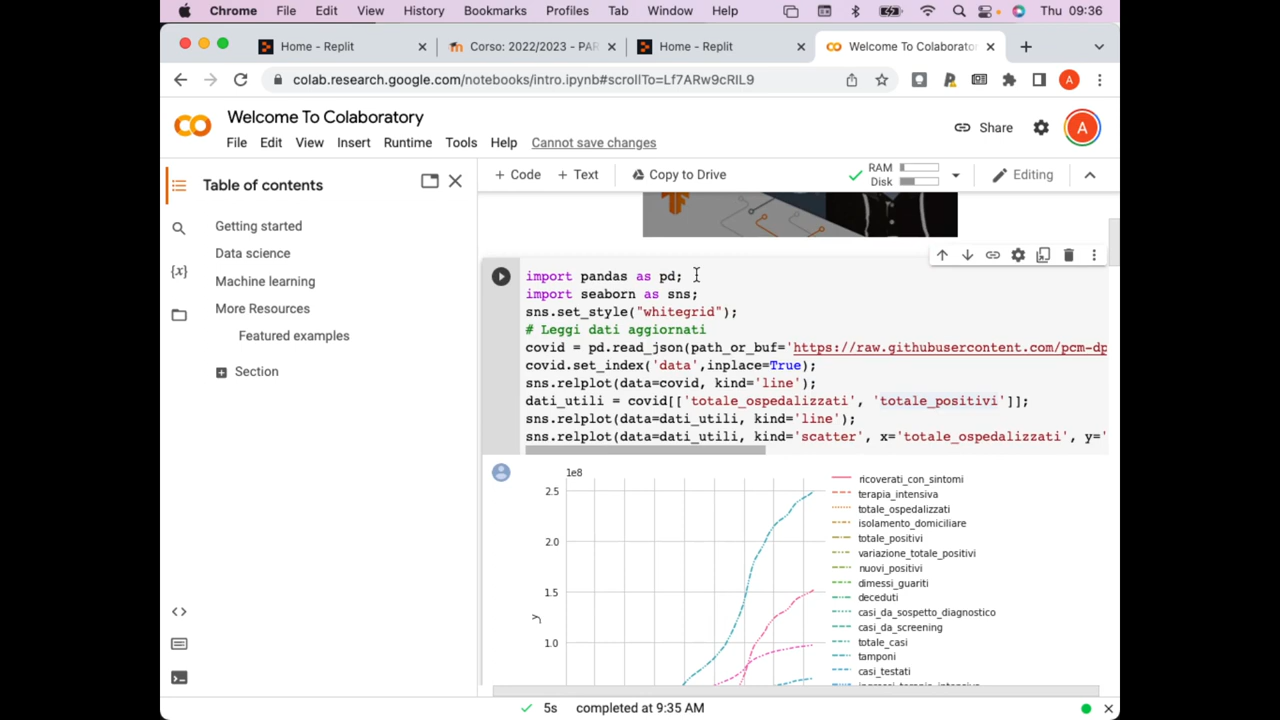 Chrome File Edit View History Bookmarks Profiles Tab Window Help Thu 09:36
Home - Replit Corso: 2022/2023 - PAR Home - Replit Welcome To Colaborato
colab.research.google.com/notebooks/intro.ipynb#scrollTo=Lf7ARw9cRIL9 A
CO Welcome To Colaboratory
File Edit View Insert Runtime Tools Help Cannot save changes
Share A
Table of contents
Getting started
Data science
{x} Machine learning
More Resources
Featured examples
Section
+ Code + Text Copy to Drive RAM Disk Editing
import pandas as pd;
import seaborn as sns;
sns.set_style("whitegrid");
# Leggi dati aggiornati
covid = pd.read_json(path_or_buf='https://raw.githubusercontent.com/pcm-dp
covid.set_index('data',inplace=True);
sns.relplot(data=covid, kind='line');
dati_utili = covid[['totale_ospedalizzati', 'totale_positivi']];
sns.relplot(data=dati_utili, kind='line');
sns.relplot(data=dati_utili, kind='scatter', x='totale_ospedalizzati', y='
1e8
2.5
2.0
1.5
1.0
y
ricoverati_con_sintomi
terapia_intensiva
totale_ospedalizzati
isolamento_domiciliare
totale_positivi
variazione_totale_positivi
nuovi_positivi
dimessi_guariti
deceduti
casi_da_sospetto_diagnostico
casi_da_screening
totale_casi
tamponi
casi_testati
ingressi_terapia_intensiva
5s completed at 9:35 AM